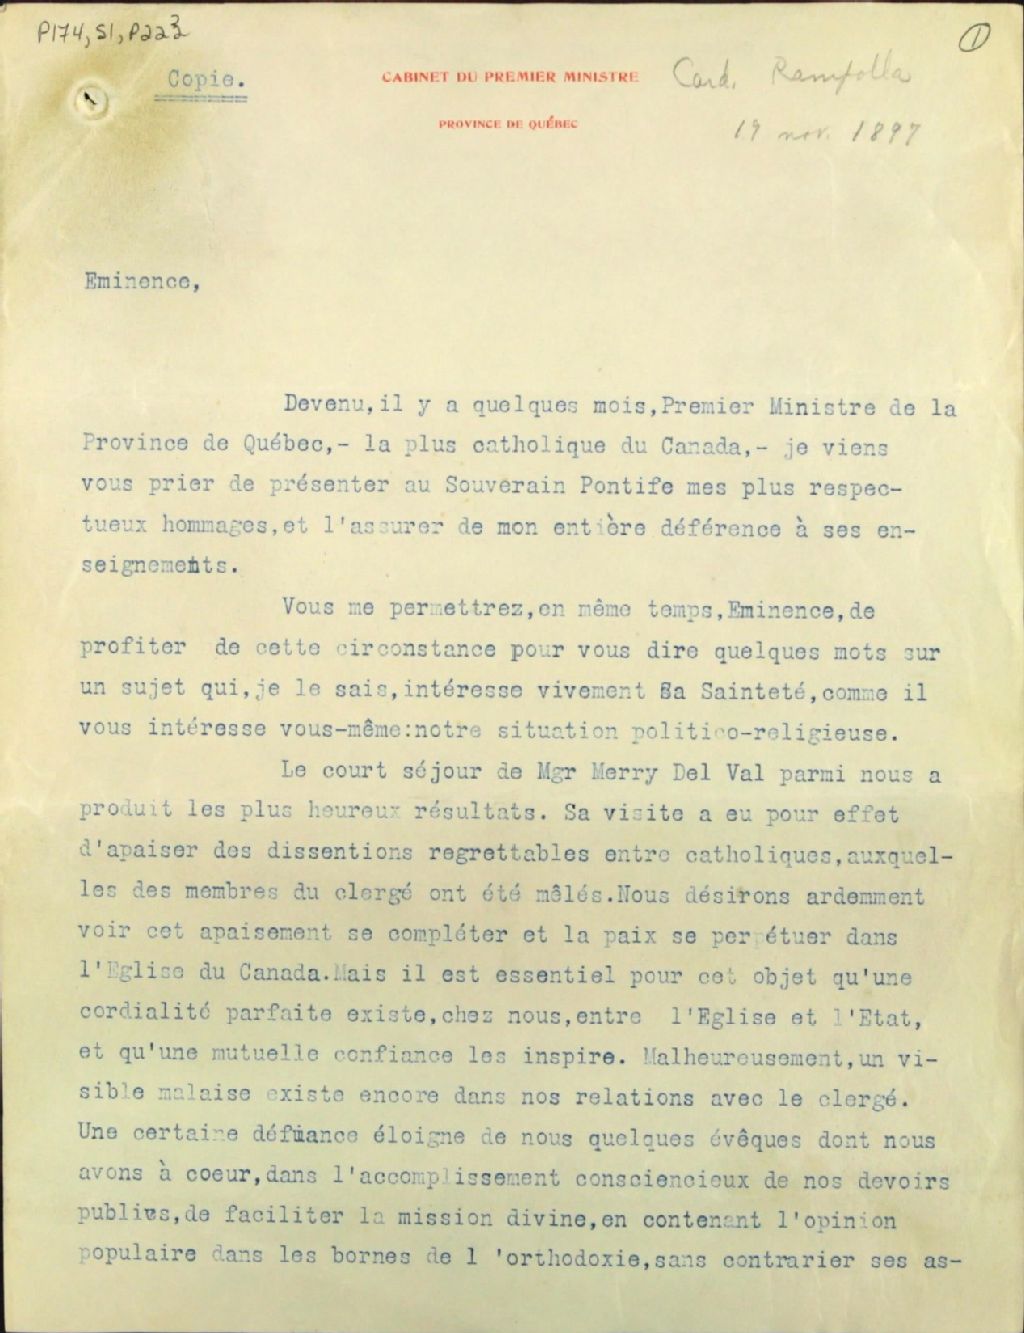 P174, S1, P223
1
Copie.
CABINET DU PREMIER MINISTRE
PROVINCE DE QUÉBEC
Card. Rampolla
19 nov. 1897
Eminence,
Devenu,il y a quelques mois,Premier Ministre de la
Province de Québec,- la plus catholique du Canada,- je viens
vous prier de présenter au Souverain Pontife mes plus respec-
tueux hommages,et l'assurer de mon entière déférence à ses en-
seignements.
Vous me permettrez,en même temps,Eminence,de
profiter de cette circonstance pour vous dire quelques mots sur
un sujet qui,je le sais,intéresse vivement Sa Sainteté,comme il
vous intéresse vous-même:notre situation politico-religieuse.
Le court séjour de Mgr Merry Del Val parmi nous a
produit les plus heureux résultats. Sa visite a eu pour effet
d'apaiser des dissentions regrettables entre catholiques,auxquel-
les des membres du clergé ont été mêlés.Nous désirons ardemment
voir cet apaisement se compléter et la paix se perpétuer dans
l'Eglise du Canada.Mais il est essentiel pour cet objet qu'une
cordialité parfaite existe,chez nous,entre l'Eglise et l'Etat,
et qu'une mutuelle confiance les inspire. Malheureusement,un vi-
sible malaise existe encore dans nos relations avec le clergé.
Une certaine défiance éloigne de nous quelques évêques dont nous
avons à coeur,dans l'accomplissement consciencieux de nos devoirs
publics,de faciliter la mission divine,en contenant l'opinion
populaire dans les bornes de l 'orthodoxie,sans contrarier ses as-